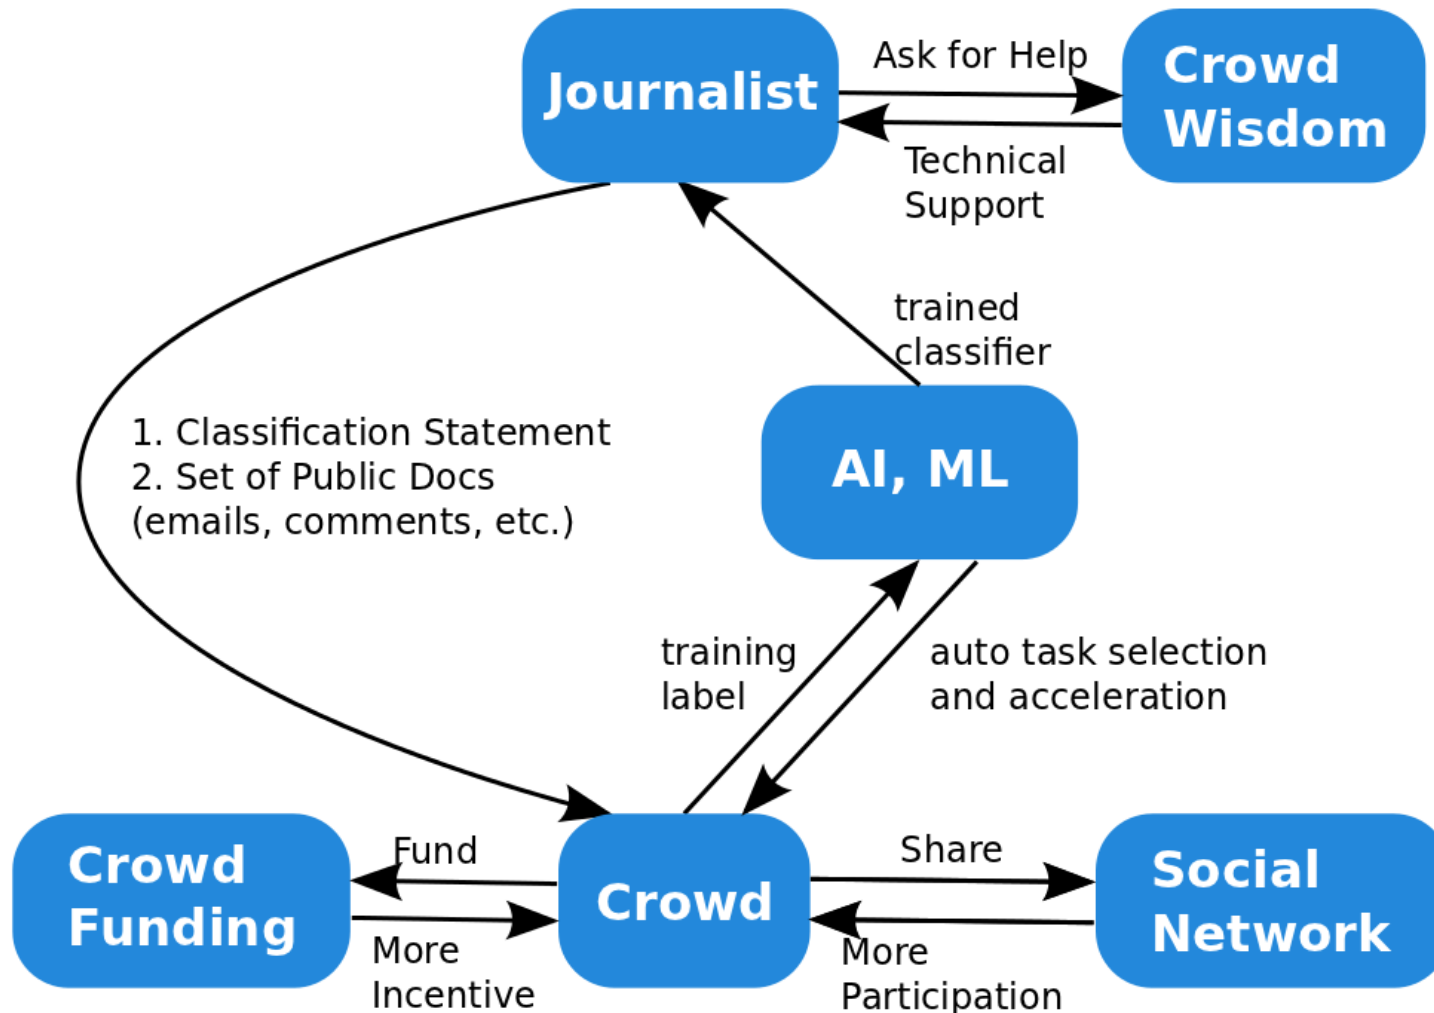 Journalist
Ask for Help
Crowd
Wisdom
Technical
Support
trained
classifier
1. Classification Statement
2. Set of Public Docs
(emails, comments, etc.)
AI, ML
training
label
auto task selection
and acceleration
Crowd
Funding
Fund
More
Incentive
Crowd
Share
More
Participation
Social
Network